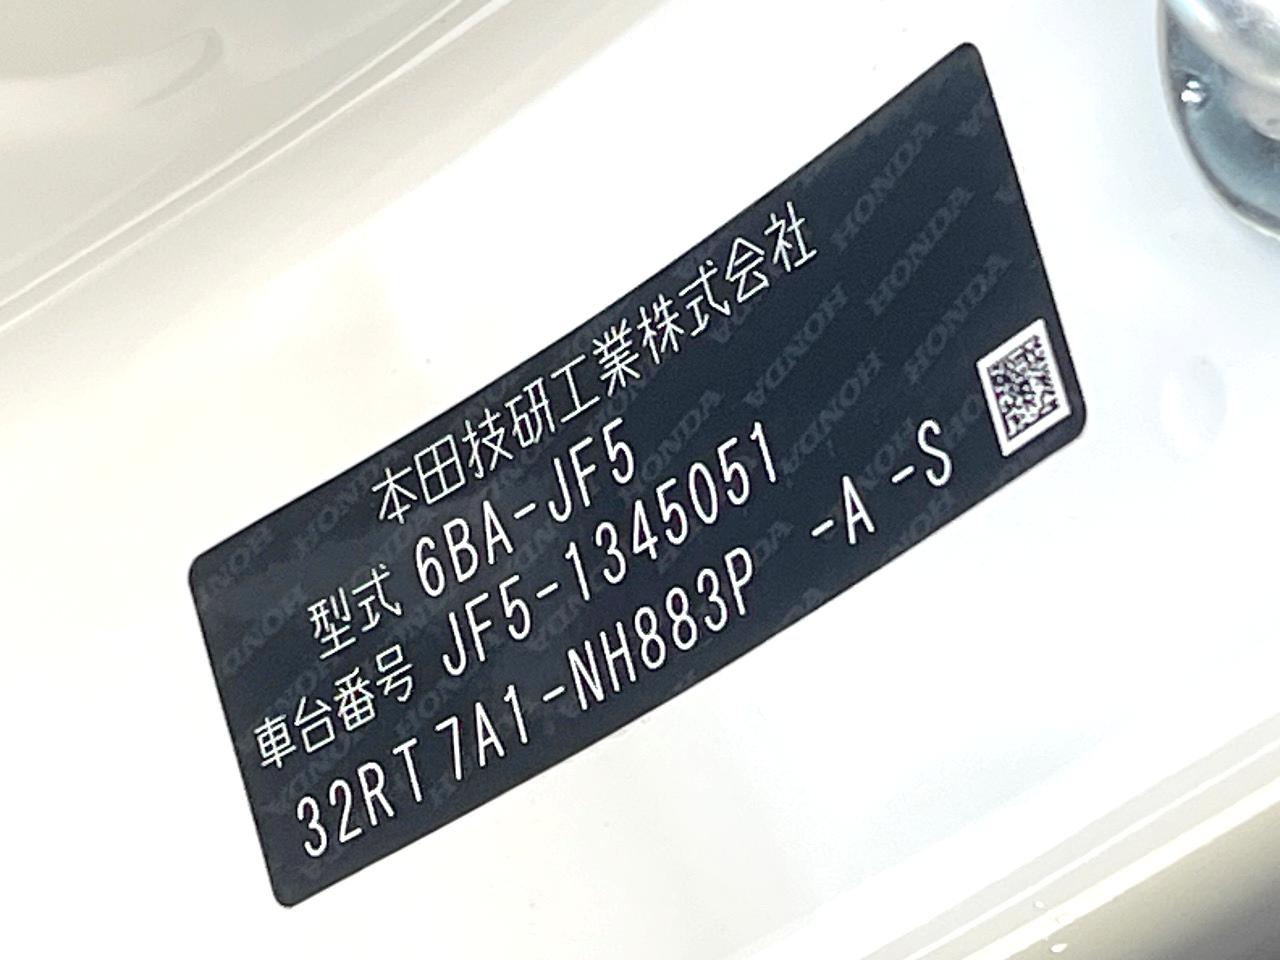 本田技研工業株式会社
型式 6BA-JF5
車台番号 JF5-1345051
32RT7A1-NH883P -A -S